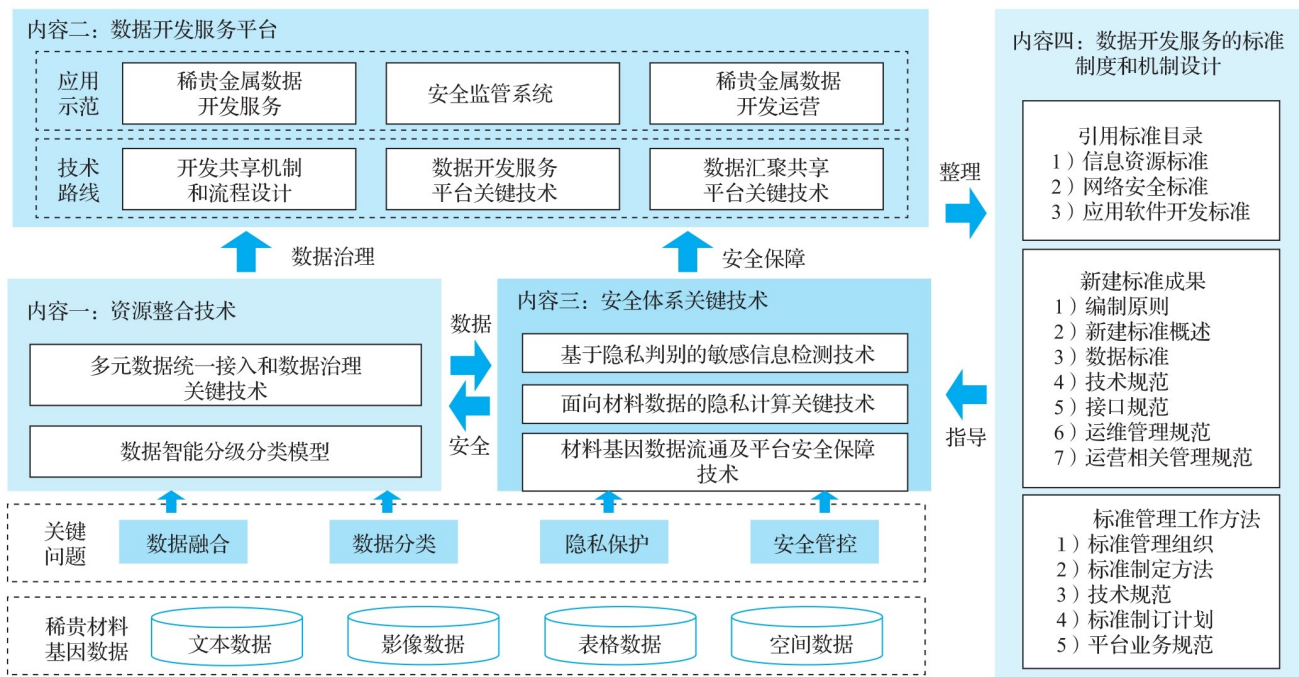 内容二：数据开发服务平台
应用
示范
稀贵金属数据
开发服务
安全监管系统
稀贵金属数据
开发运营
技术
路线
开发共享机制
和流程设计
数据开发服务
平台关键技术
数据汇聚共享
平台关键技术
数据治理
安全保障
内容一：资源整合技术
多元数据统一接入和数据治理
关键技术
数据智能分级分类模型
数据
安全
内容三：安全体系关键技术
基于隐私判别的敏感信息检测技术
面向材料数据的隐私计算关键技术
材料基因数据流通及平台安全保障
技术
关键
问题
数据融合
数据分类
隐私保护
安全管控
稀贵材料
基因数据
文本数据
影像数据
表格数据
空间数据
整理
指导
内容四：数据开发服务的标准
制度和机制设计
引用标准目录
1）信息资源标准
2）网络安全标准
3）应用软件开发标准
新建标准成果
1）编制原则
2）新建标准概述
3）数据标准
4）技术规范
5）接口规范
6）运维管理规范
7）运营相关管理规范
标准管理工作方法
1）标准管理组织
2）标准制定方法
3）技术规范
4）标准制订计划
5）平台业务规范